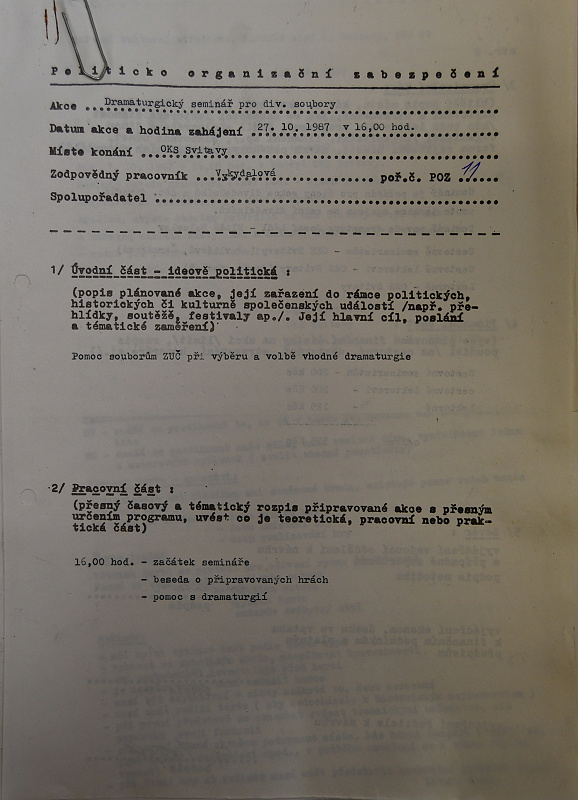 P o l i t i c k o  o r g a n i z a č n í  z a b e z p e č e n í
Akce ..Dramaturgický seminář pro div. soubory
Datum akce a hodina zahájení ..27. 10. 1987 v 16,00 hod.
Místo konání ...OKS Svitavy
Zodpovědný pracovník ....Vykydalová............... poř.č. POZ 11
Spolupořadatel
1/ Úvodní část - ideově politická :
(popis plánované akce, její zařazení do rámce politických,
historických či kulturně společenských událostí /např. pře-
hlídky, soutěže, festivaly ap./. Její hlavní cíl, poslání
a tématické zaměření)
Pomoc souborům ZUČ při výběru a volbě vhodné dramaturgie
2/ Pracovní část :
(přesný časový a tématický rozpis připravované akce s přesným
určením programu, uvést co je teoretická, pracovní nebo prak-
tická část)
16,00 hod. - začátek semináře
- beseda o připravovaných hrách
- pomoc s dramaturgií